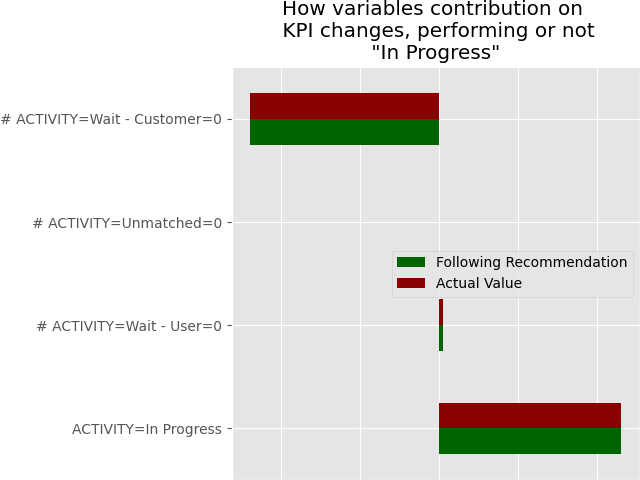 How variables contribution on
KPI changes, performing or not
"In Progress"
# ACTIVITY=Wait - Customer=0
# ACTIVITY=Unmatched=0
Following Recommendation
Actual Value
# ACTIVITY=Wait - User=0
ACTIVITY=In Progress